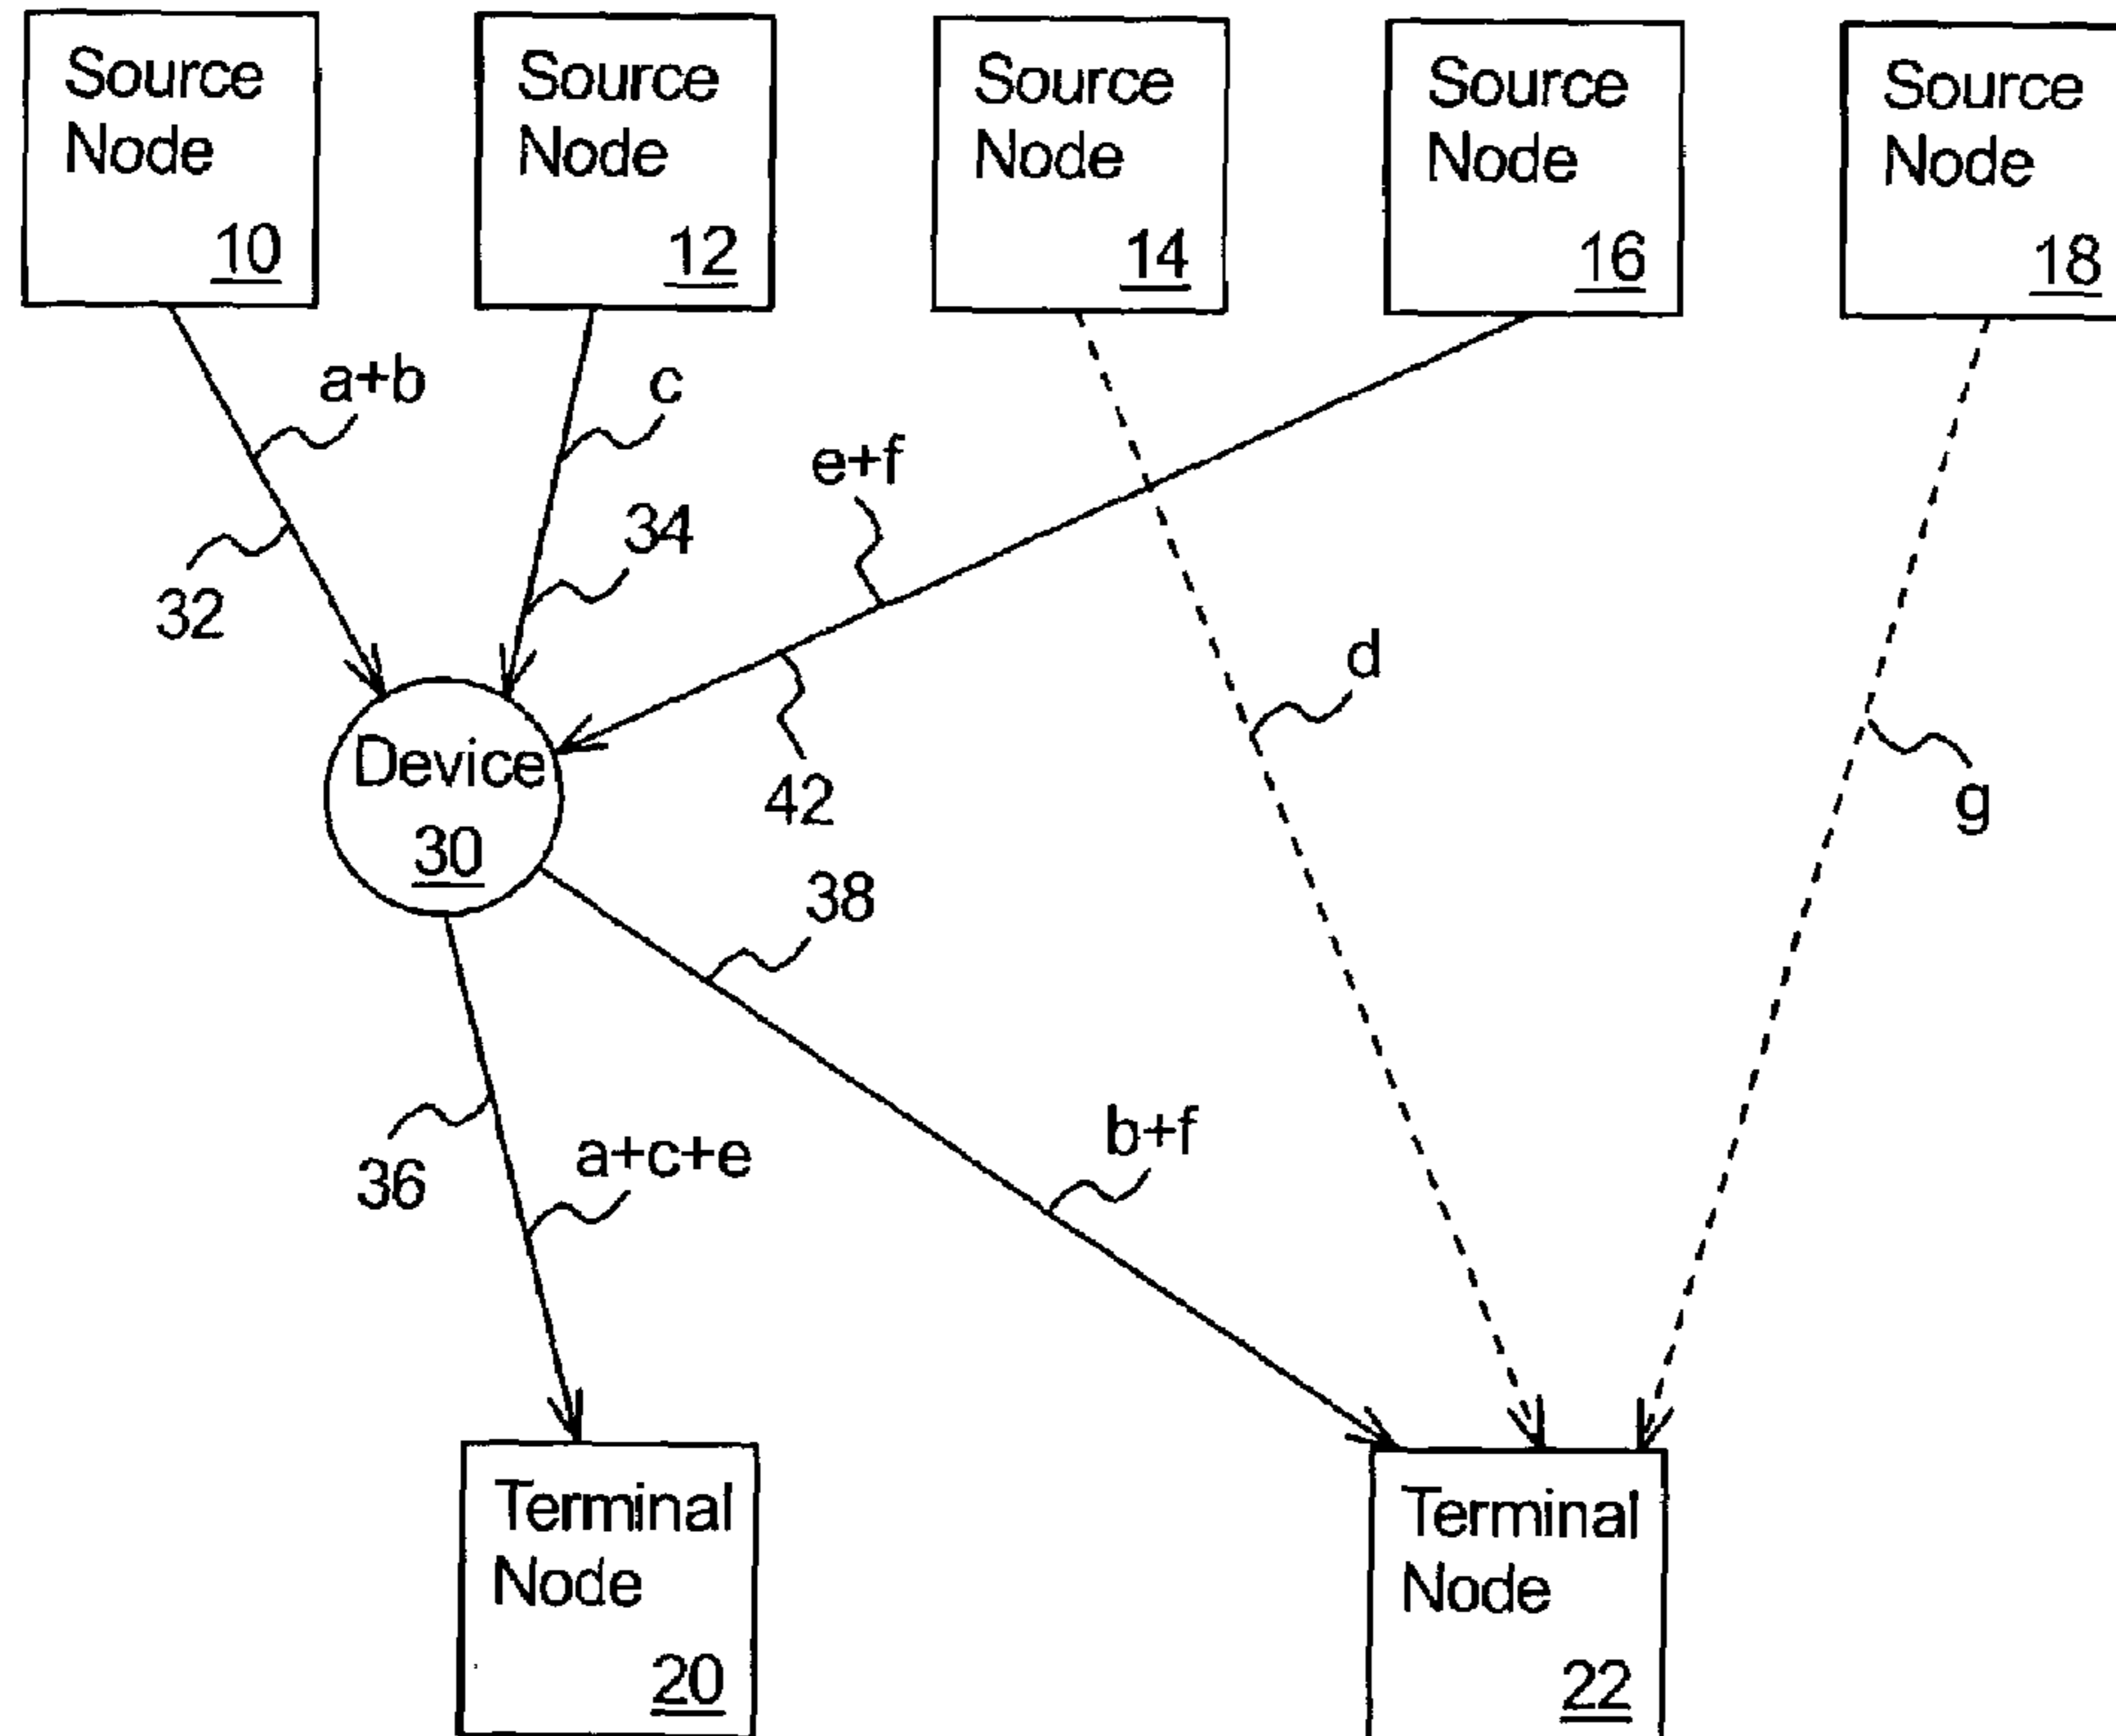 Source
Node
10
Source
Node
12
Source
Node
14
Source
Node
16
Source
Node
18
a+b
c
e+f
34
32
d
42
g
Device
30
38
36
a+c+e
b+f
Terminal
Node
20
Terminal
Node
22